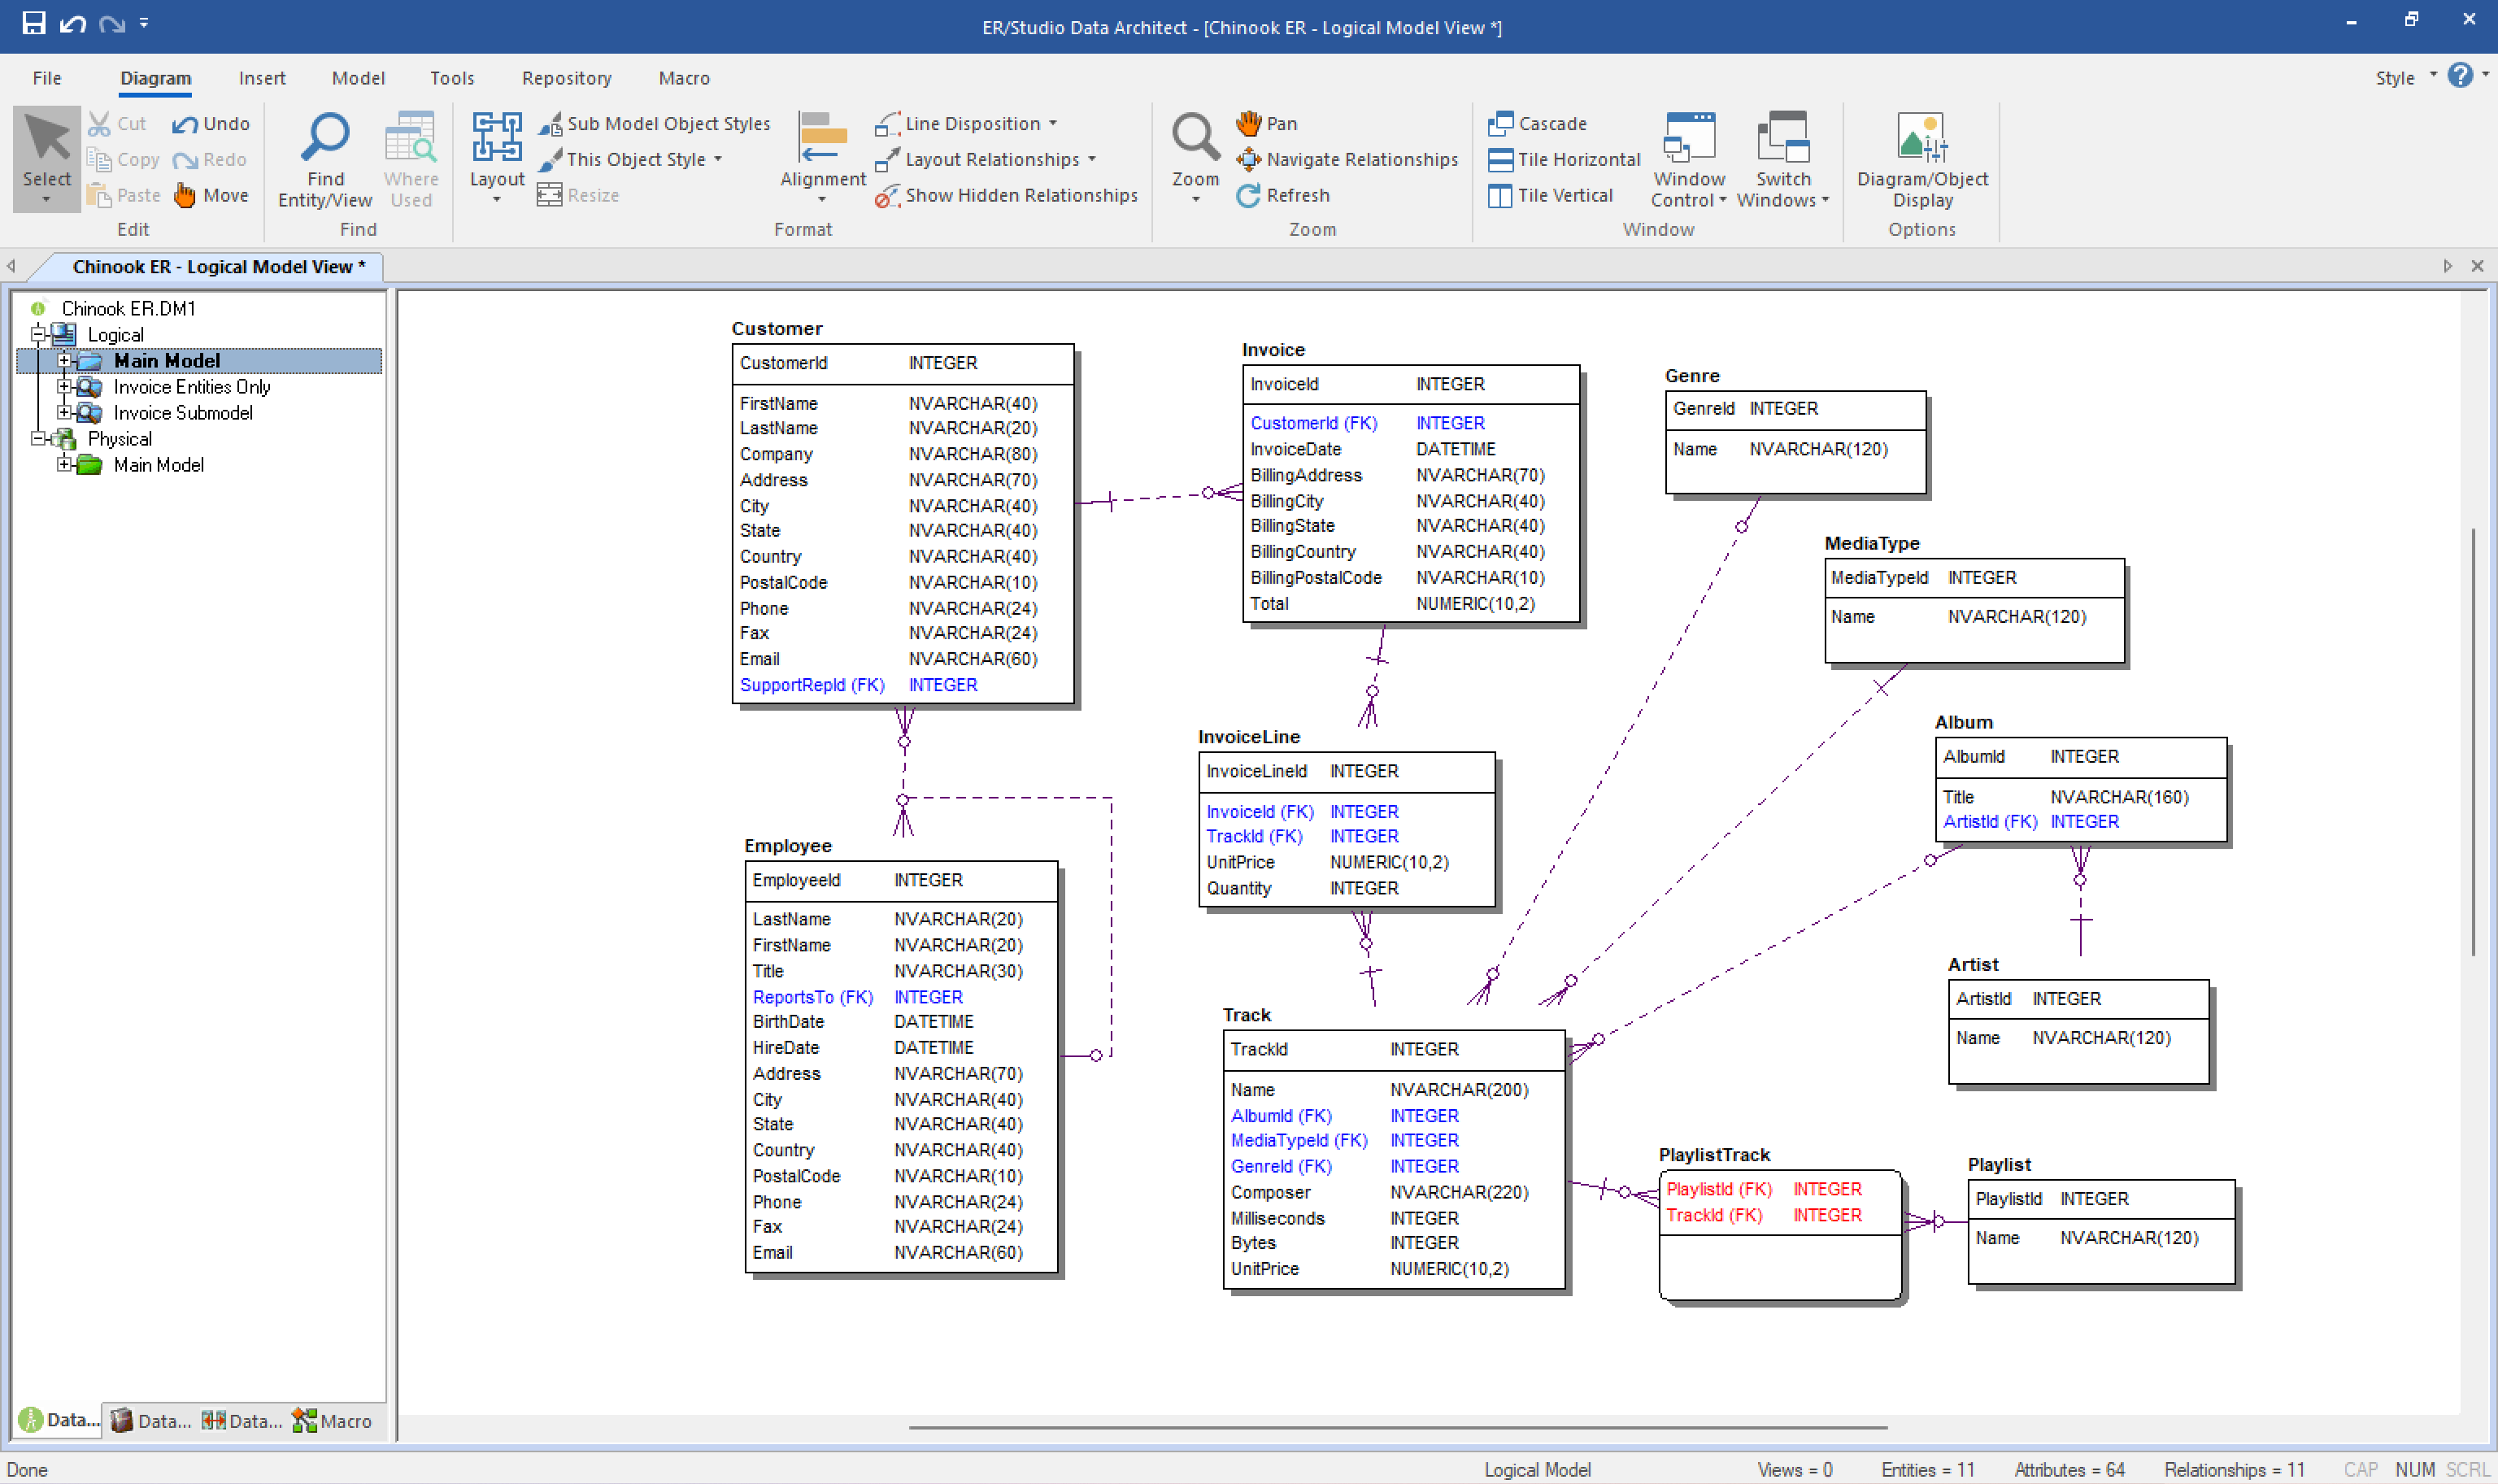 ER/Studio Data Architect - [Chinook ER - Logical Model View *]
File Diagram Insert Model Tools Repository Macro Style
Select
Cut
Copy
Paste
Undo
Redo
Move
Edit
Find Entity/View
Where Used
Find
Layout
Sub Model Object Styles
This Object Style
Resize
Alignment
Line Disposition
Layout Relationships
Show Hidden Relationships
Format
Zoom
Pan
Navigate Relationships
Refresh
Zoom
Cascade
Tile Horizontal
Tile Vertical
Window Control
Switch Windows
Window
Diagram/Object Display
Options
Chinook ER - Logical Model View *
Chinook ER.DM1
Logical
Main Model
Invoice Entities Only
Invoice Submodel
Physical
Main Model
Customer
CustomerId INTEGER
FirstName NVARCHAR(40)
LastName NVARCHAR(20)
Company NVARCHAR(80)
Address NVARCHAR(70)
City NVARCHAR(40)
State NVARCHAR(40)
Country NVARCHAR(40)
PostalCode NVARCHAR(10)
Phone NVARCHAR(24)
Fax NVARCHAR(24)
Email NVARCHAR(60)
SupportRepId (FK) INTEGER
Invoice
InvoiceId INTEGER
CustomerId (FK) INTEGER
InvoiceDate DATETIME
BillingAddress NVARCHAR(70)
BillingCity NVARCHAR(40)
BillingState NVARCHAR(40)
BillingCountry NVARCHAR(40)
BillingPostalCode NVARCHAR(10)
Total NUMERIC(10,2)
Genre
GenreId INTEGER
Name NVARCHAR(120)
MediaType
MediaTypeId INTEGER
Name NVARCHAR(120)
Album
AlbumId INTEGER
Title NVARCHAR(160)
ArtistId (FK) INTEGER
InvoiceLine
InvoiceLineId INTEGER
InvoiceId (FK) INTEGER
TrackId (FK) INTEGER
UnitPrice NUMERIC(10,2)
Quantity INTEGER
Employee
EmployeeId INTEGER
LastName NVARCHAR(20)
FirstName NVARCHAR(20)
Title NVARCHAR(30)
ReportsTo (FK) INTEGER
BirthDate DATETIME
HireDate DATETIME
Address NVARCHAR(70)
City NVARCHAR(40)
State NVARCHAR(40)
Country NVARCHAR(40)
PostalCode NVARCHAR(10)
Phone NVARCHAR(24)
Fax NVARCHAR(24)
Email NVARCHAR(60)
Artist
ArtistId INTEGER
Name NVARCHAR(120)
Track
TrackId INTEGER
Name NVARCHAR(200)
AlbumId (FK) INTEGER
MediaTypeId (FK) INTEGER
GenreId (FK) INTEGER
Composer NVARCHAR(220)
Milliseconds INTEGER
Bytes INTEGER
UnitPrice NUMERIC(10,2)
PlaylistTrack
PlaylistId (FK) INTEGER
TrackId (FK) INTEGER
Playlist
PlaylistId INTEGER
Name NVARCHAR(120)
Data... Data... Data... Macro
Done Logical Model Views = 0 Entities = 11 Attributes = 64 Relationships = 11 CAP NUM SCRL